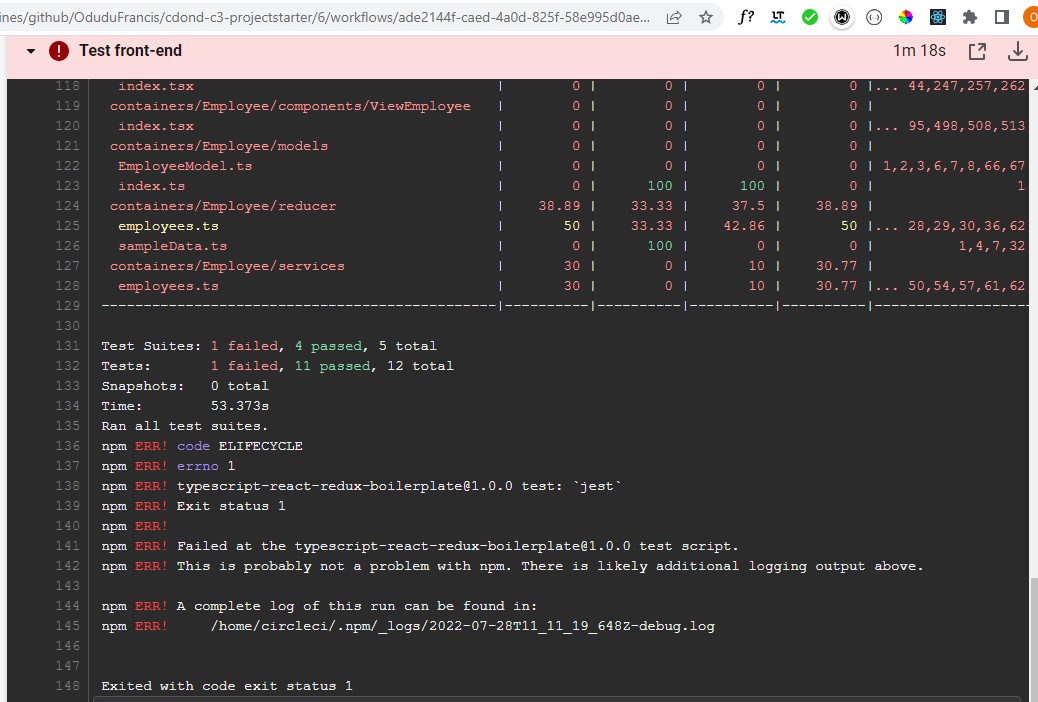 ines/github/OduduFrancis/cdond-c3-projectstarter/6/workflows/ade2144f-caed-4a0d-825f-58e995d0ae...
f?
LT
Test front-end 1m 18s
118 index.tsx | 0 | 0 | 0 | 0 |... 44,247,257,262
119 containers/Employee/components/ViewEmployee | 0 | 0 | 0 | 0 |
120 index.tsx | 0 | 0 | 0 | 0 |... 95,498,508,513
121 containers/Employee/models | 0 | 0 | 0 | 0 |
122 EmployeeModel.ts | 0 | 0 | 0 | 0 | 1,2,3,6,7,8,66,67
123 index.ts | 0 | 100 | 100 | 0 | 1
124 containers/Employee/reducer | 38.89 | 33.33 | 37.5 | 38.89 |
125 employees.ts | 50 | 33.33 | 42.86 | 50 |... 28,29,30,36,62
126 sampleData.ts | 0 | 100 | 0 | 0 | 1,4,7,32
127 containers/Employee/services | 30 | 0 | 10 | 30.77 |
128 employees.ts | 30 | 0 | 10 | 30.77 |... 50,54,57,61,62
129 -----------------------------------------------|----------|----------|----------|----------|-------------------
130
131 Test Suites: 1 failed, 4 passed, 5 total
132 Tests: 1 failed, 11 passed, 12 total
133 Snapshots: 0 total
134 Time: 53.373s
135 Ran all test suites.
136 npm ERR! code ELIFECYCLE
137 npm ERR! errno 1
138 npm ERR! typescript-react-redux-boilerplate@1.0.0 test: `jest`
139 npm ERR! Exit status 1
140 npm ERR!
141 npm ERR! Failed at the typescript-react-redux-boilerplate@1.0.0 test script.
142 npm ERR! This is probably not a problem with npm. There is likely additional logging output above.
143
144 npm ERR! A complete log of this run can be found in:
145 npm ERR! /home/circleci/.npm/_logs/2022-07-28T11_11_19_648Z-debug.log
146
147
148 Exited with code exit status 1